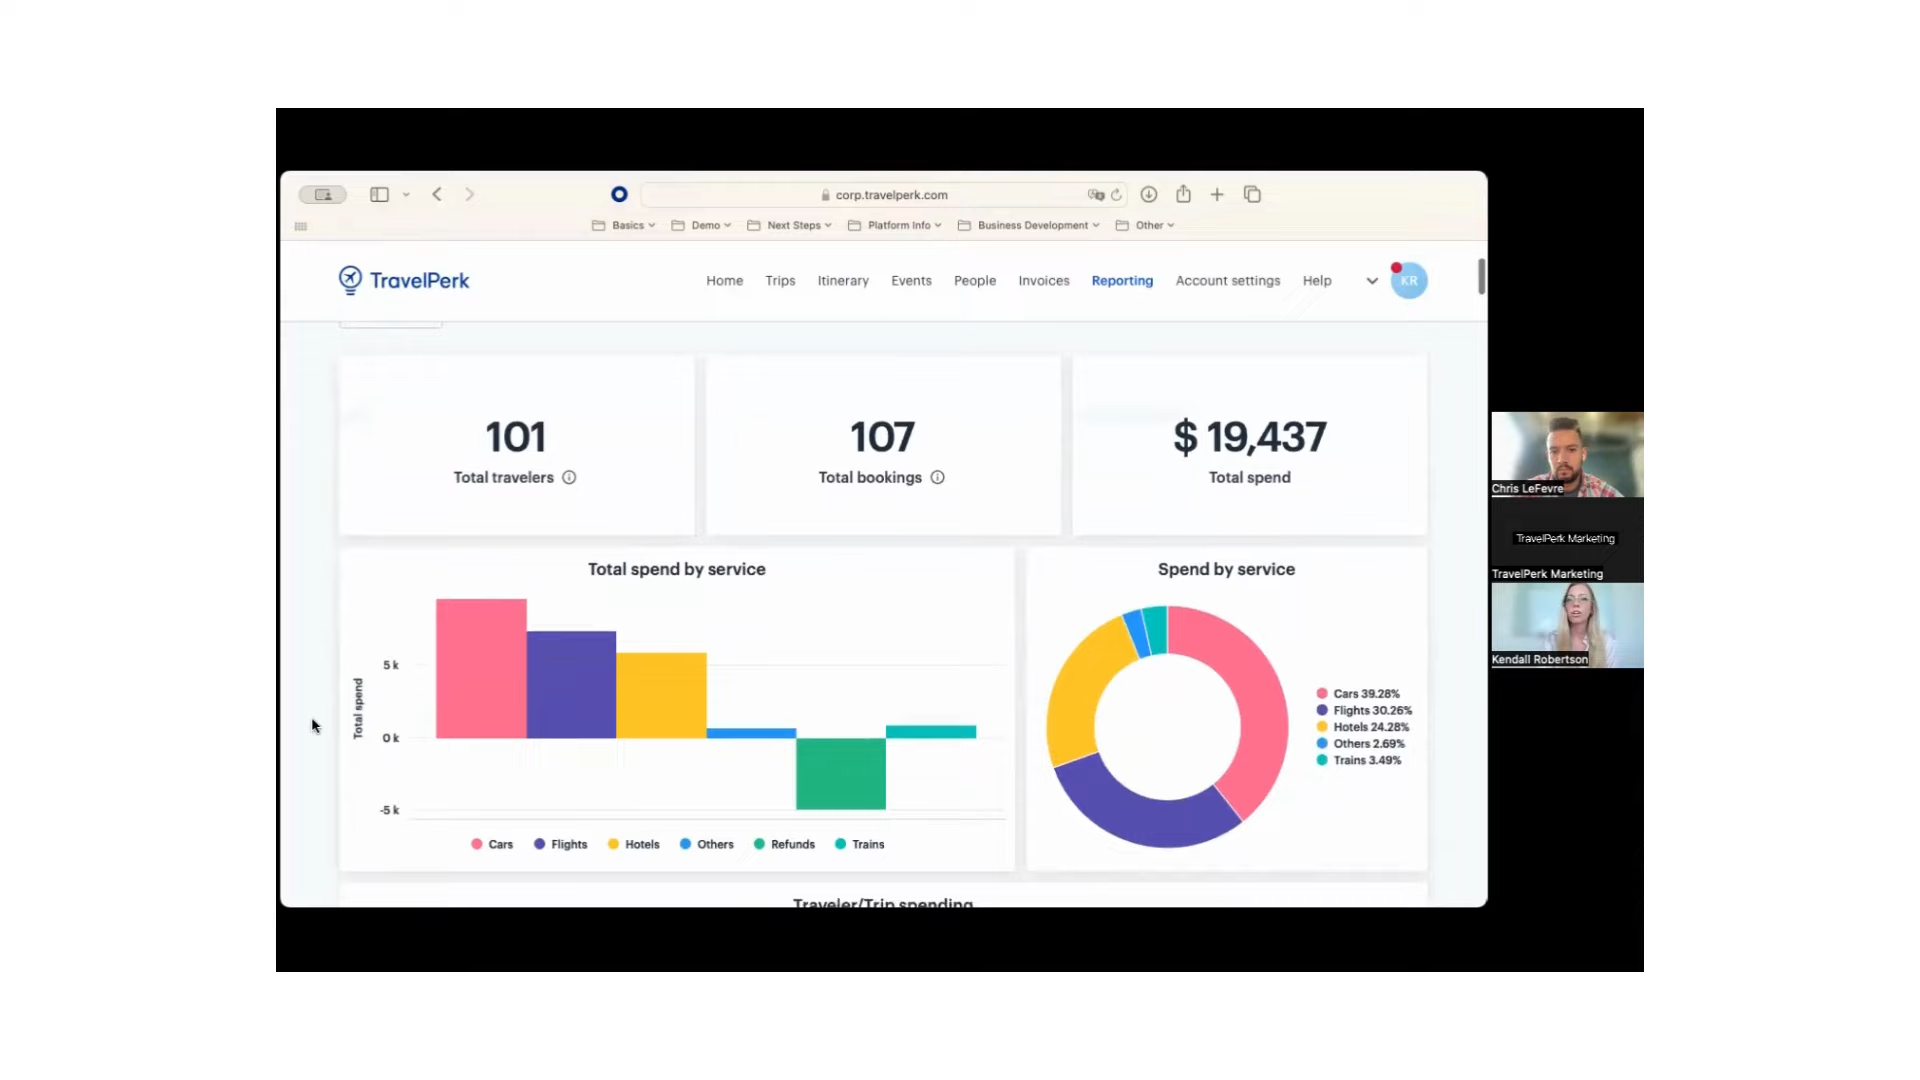 corp.travelperk.com
Basics Demo Next Steps Platform Info Business Development Other
TravelPerk
Home Trips Itinerary Events People Invoices Reporting Account settings Help KR
101
Total travelers
107
Total bookings
$ 19,437
Total spend
Total spend by service
Total spend
5 k
0 k
-5 k
Cars Flights Hotels Others Refunds Trains
Spend by service
Cars 39.28%
Flights 30.26%
Hotels 24.28%
Others 2.69%
Trains 3.49%
Traveler/Trip spending
Chris LeFevre
TravelPerk Marketing
TravelPerk Marketing
Kendall Robertson